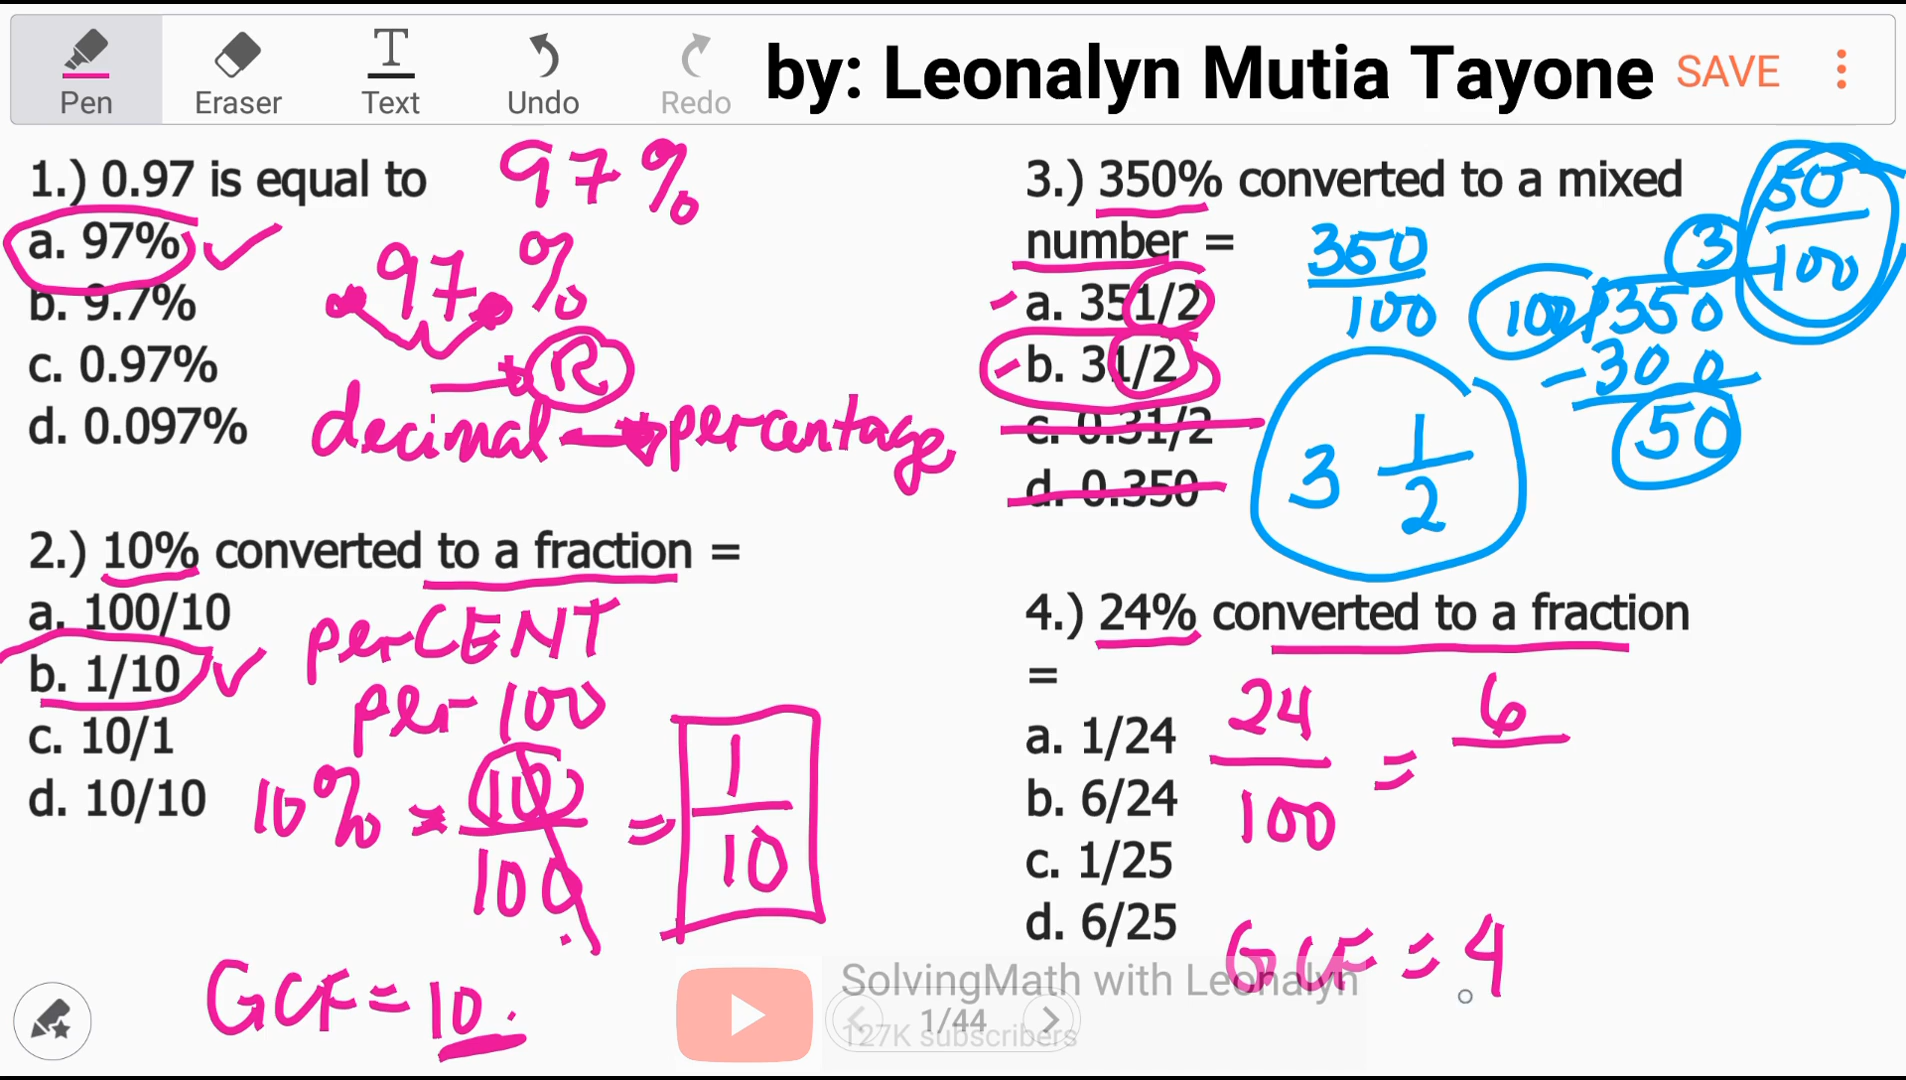 Pen
Eraser
Text
Undo
Redo
by: Leonalyn Mutia Tayone
SAVE
1.) 0.97 is equal to
97%
a. 97%
97.%
b. 9.7%
c. 0.97%
R
d. 0.097%
decimal → percentage
2.) 10% converted to a fraction =
a. 100/10
perCENT
b. 1/10
per 100
c. 10/1
d. 10/10
10% = 10/100 = 1/10
GCF = 10.
3.) 350% converted to a mixed
number =
350/100
3 50/100
100 350
- 300
50
a. 351/2
b. 31/2
c. 0.31/2
d. 0.350
3 1/2
4.) 24% converted to a fraction
=
24/100 = 6
a. 1/24
b. 6/24
c. 1/25
d. 6/25
GCF = 4
SolvingMath with Leonalyn
1/44
127K subscribers